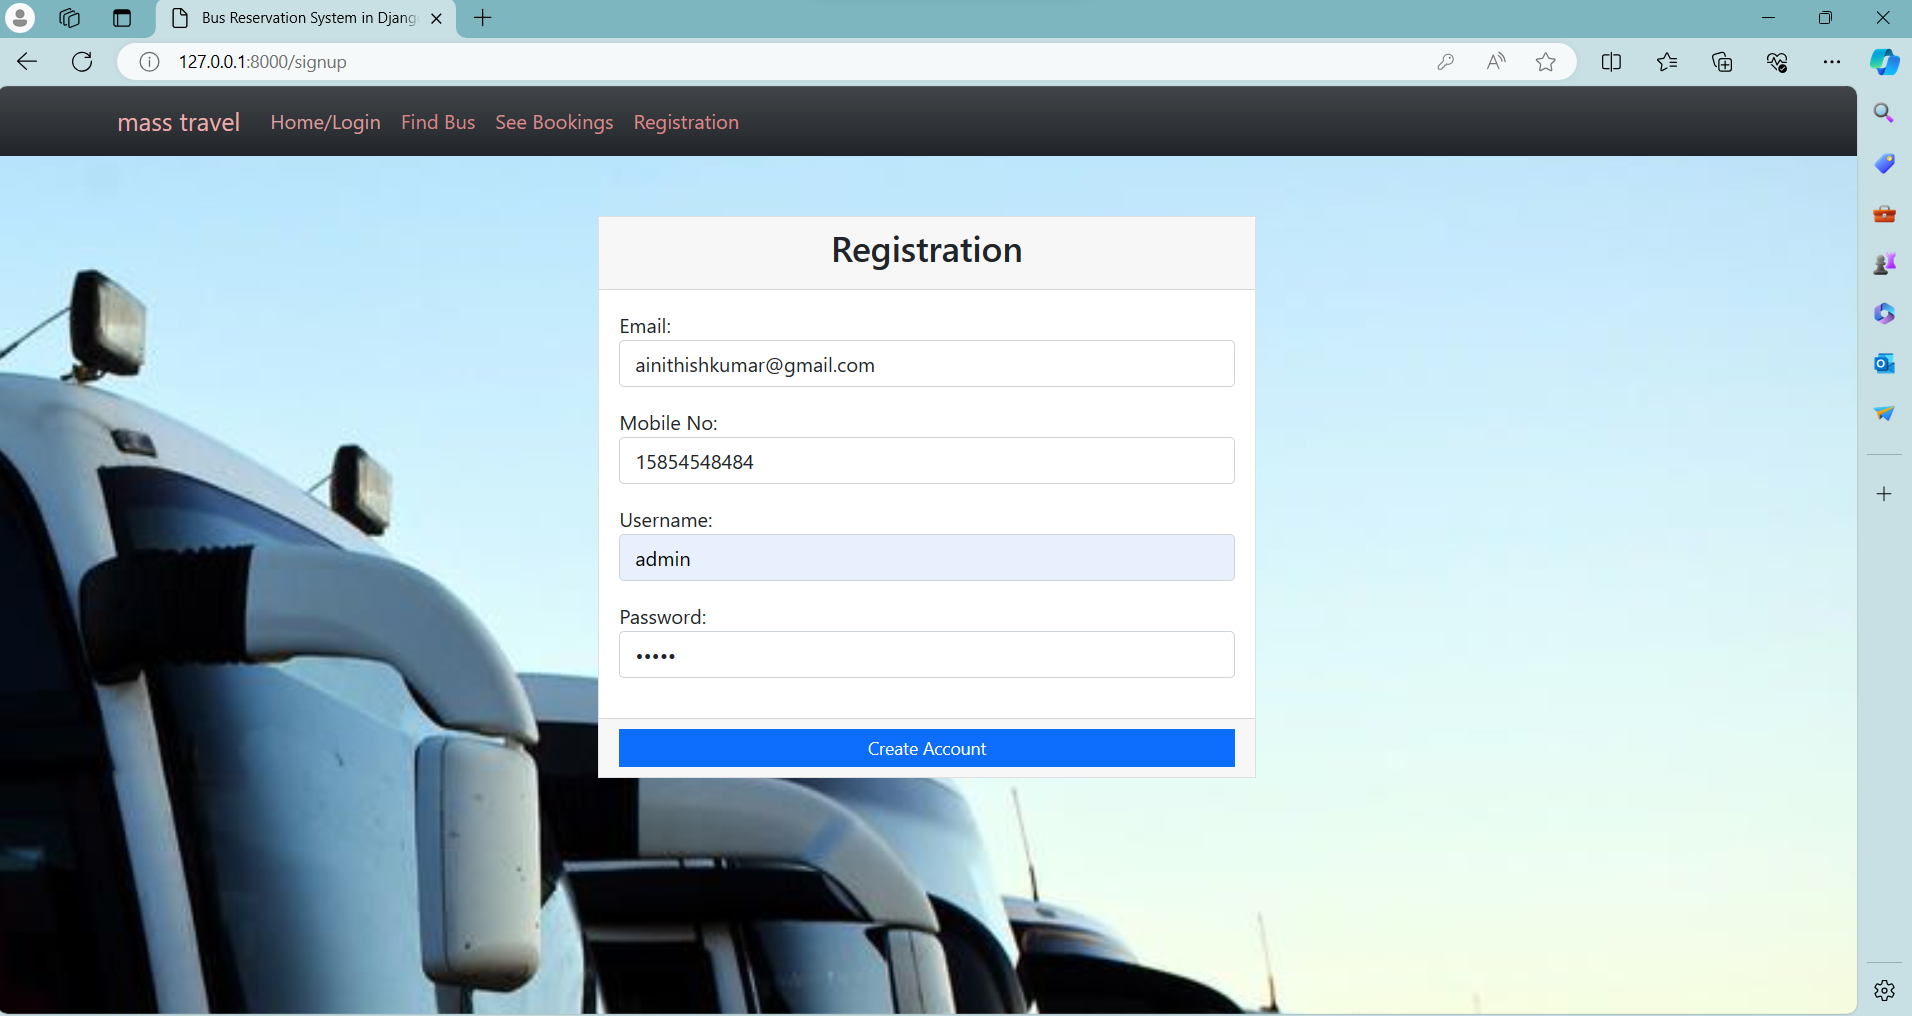 Bus Reservation System in Djang
127.0.0.1:8000/signup
mass travel Home/Login Find Bus See Bookings Registration
Registration
Email:
ainithishkumar@gmail.com
Mobile No:
15854548484
Username:
admin
Password:
•••••
Create Account